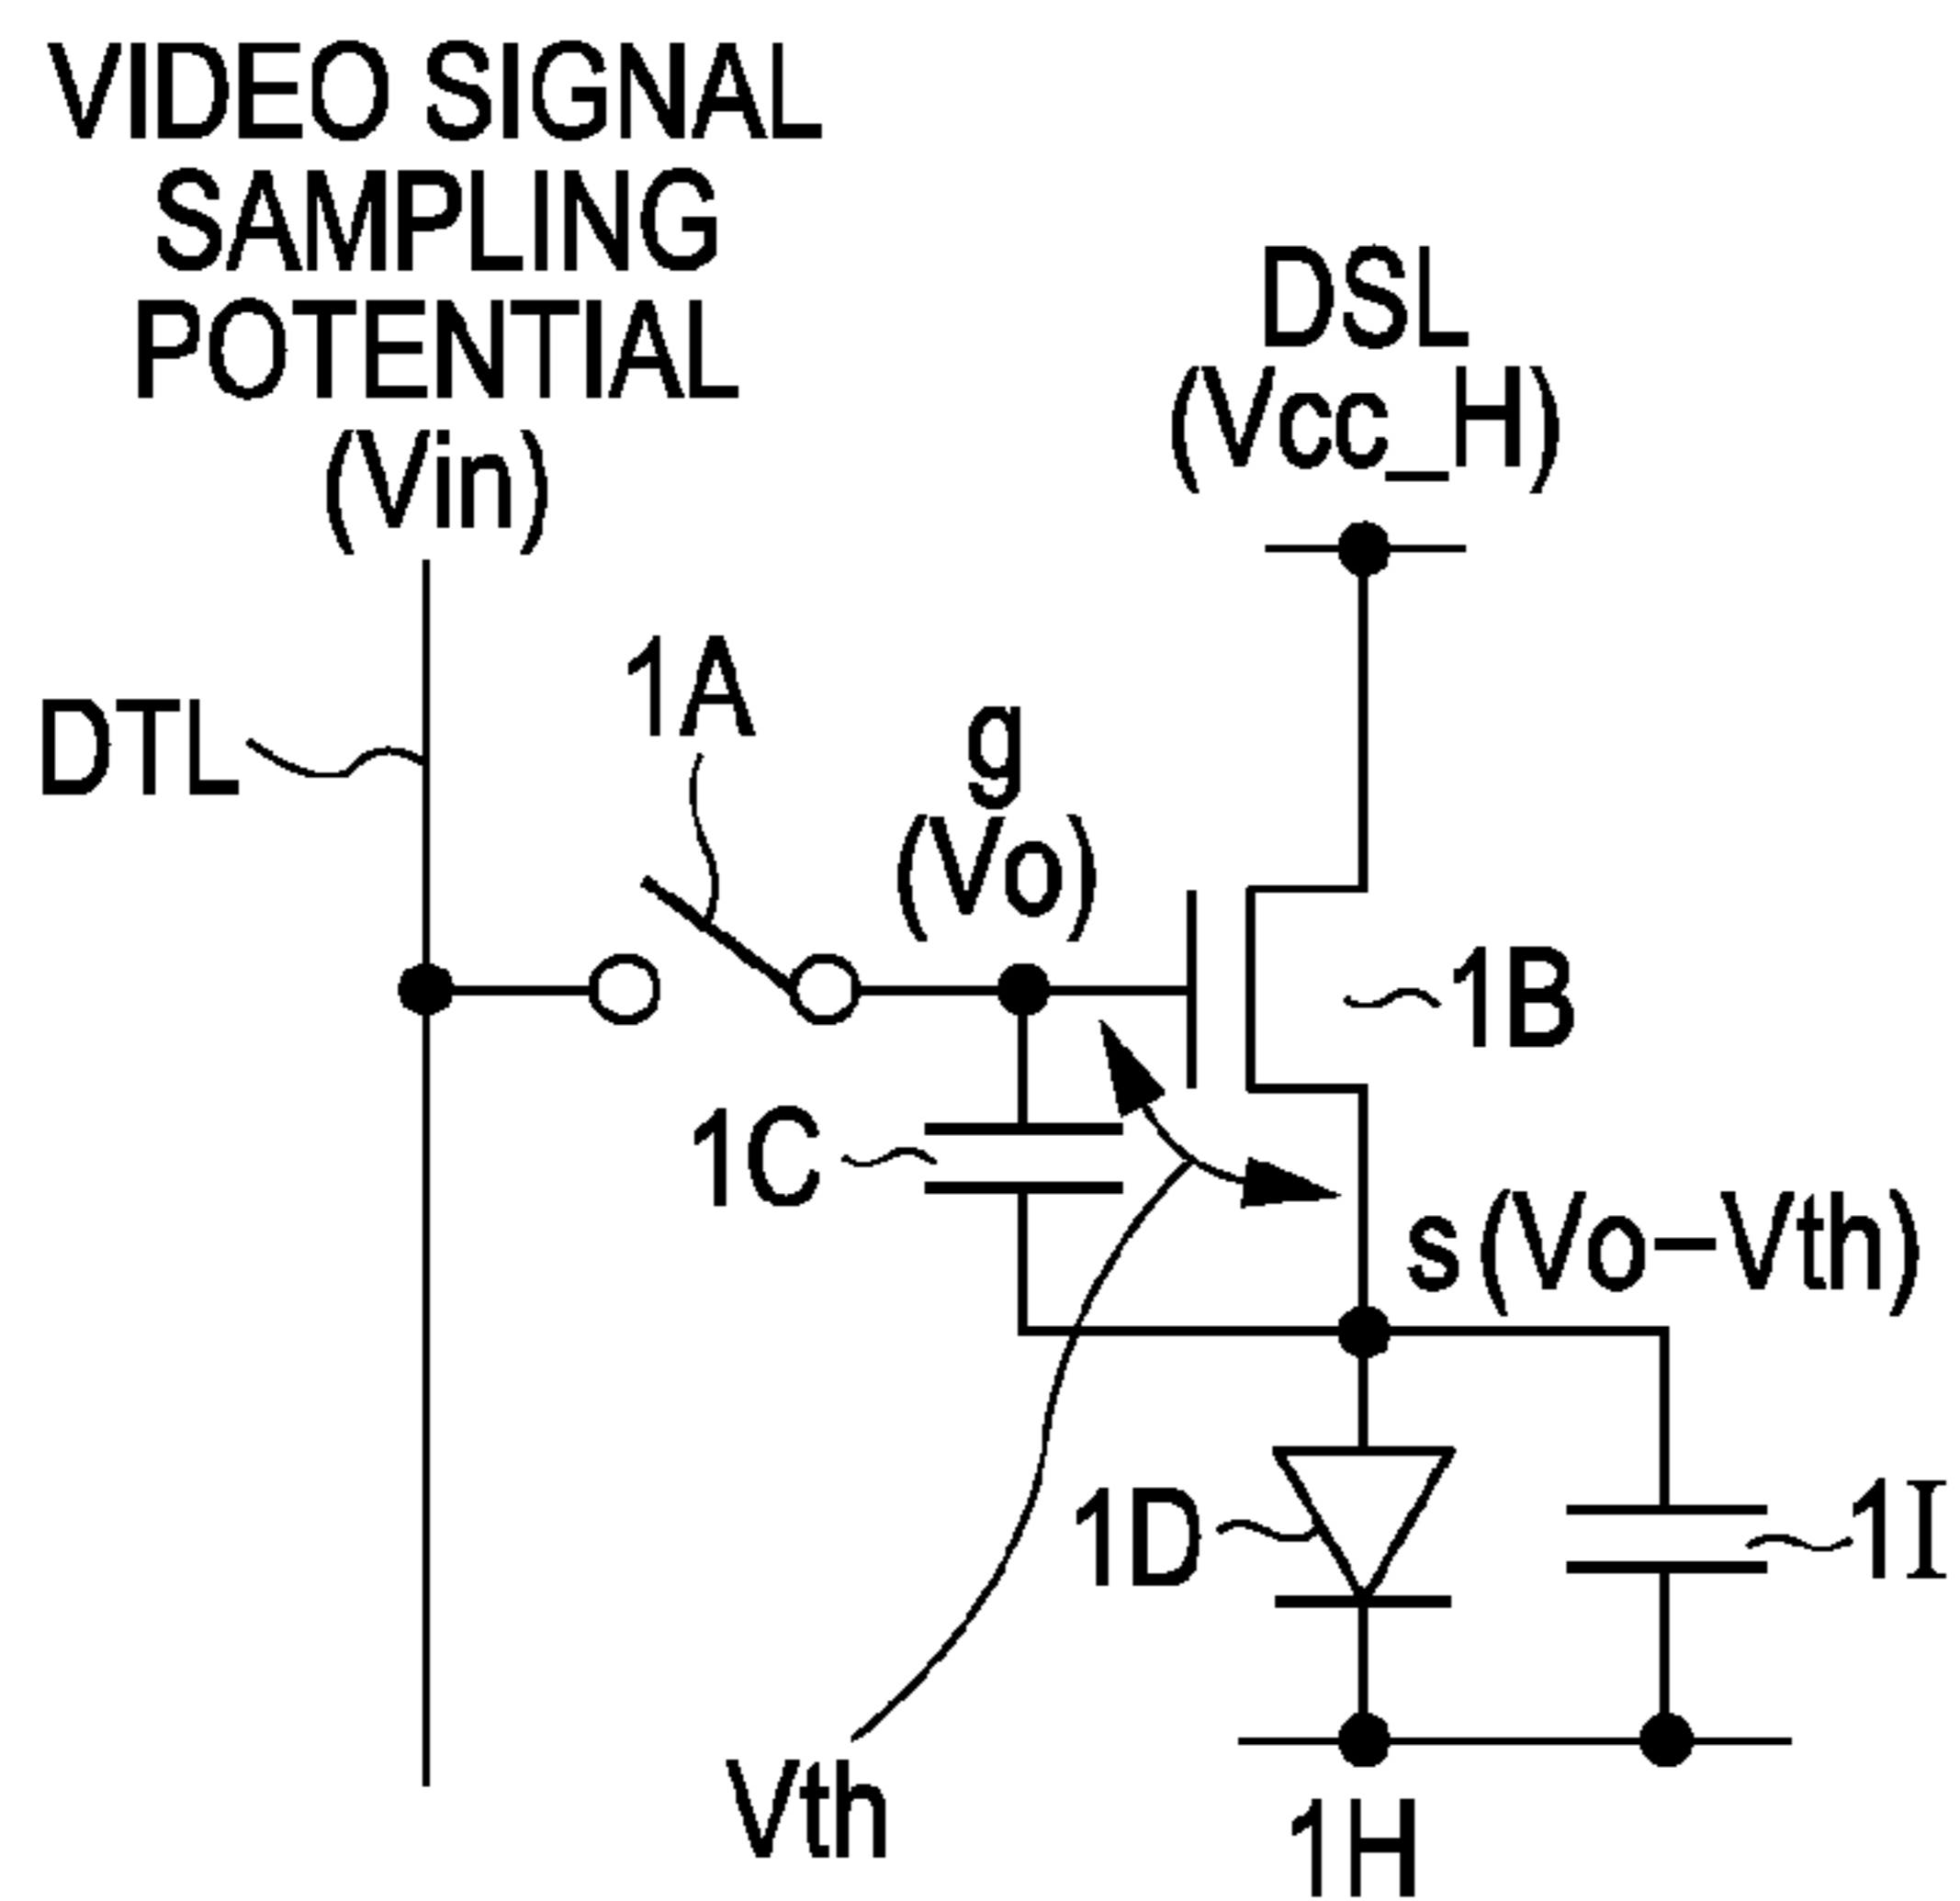 VIDEO SIGNAL
SAMPLING
POTENTIAL
(Vin)
DSL
(Vcc_H)
DTL
1A
g
(Vo)
1B
1C
s (Vo−Vth)
1D
1I
Vth
1H